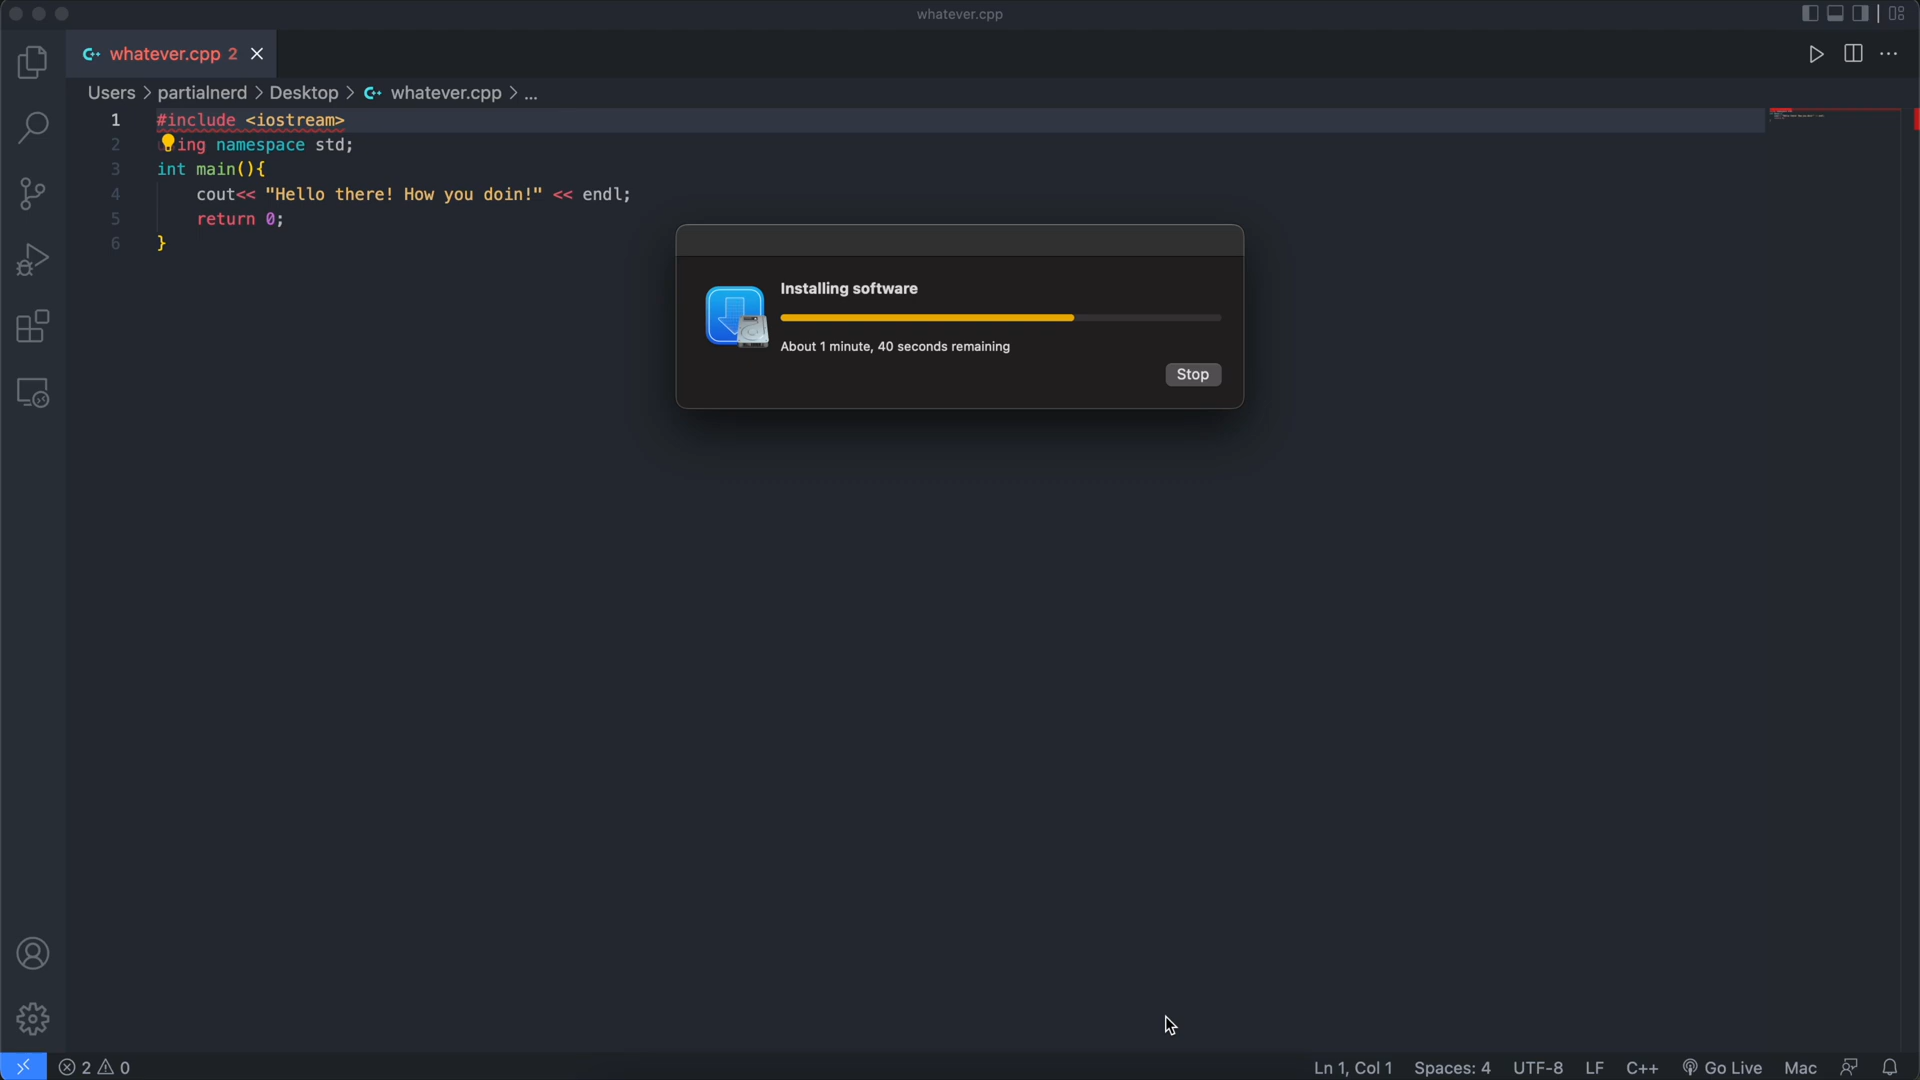 whatever.cpp
whatever.cpp 2
Users > partialnerd > Desktop > whatever.cpp > ...
1 #include <iostream>
2 ing namespace std;
3 int main(){
4 cout<< "Hello there! How you doin!" << endl;
5 return 0;
6 }
Installing software
About 1 minute, 40 seconds remaining
Stop
2 0 Ln 1, Col 1 Spaces: 4 UTF-8 LF C++ Go Live Mac